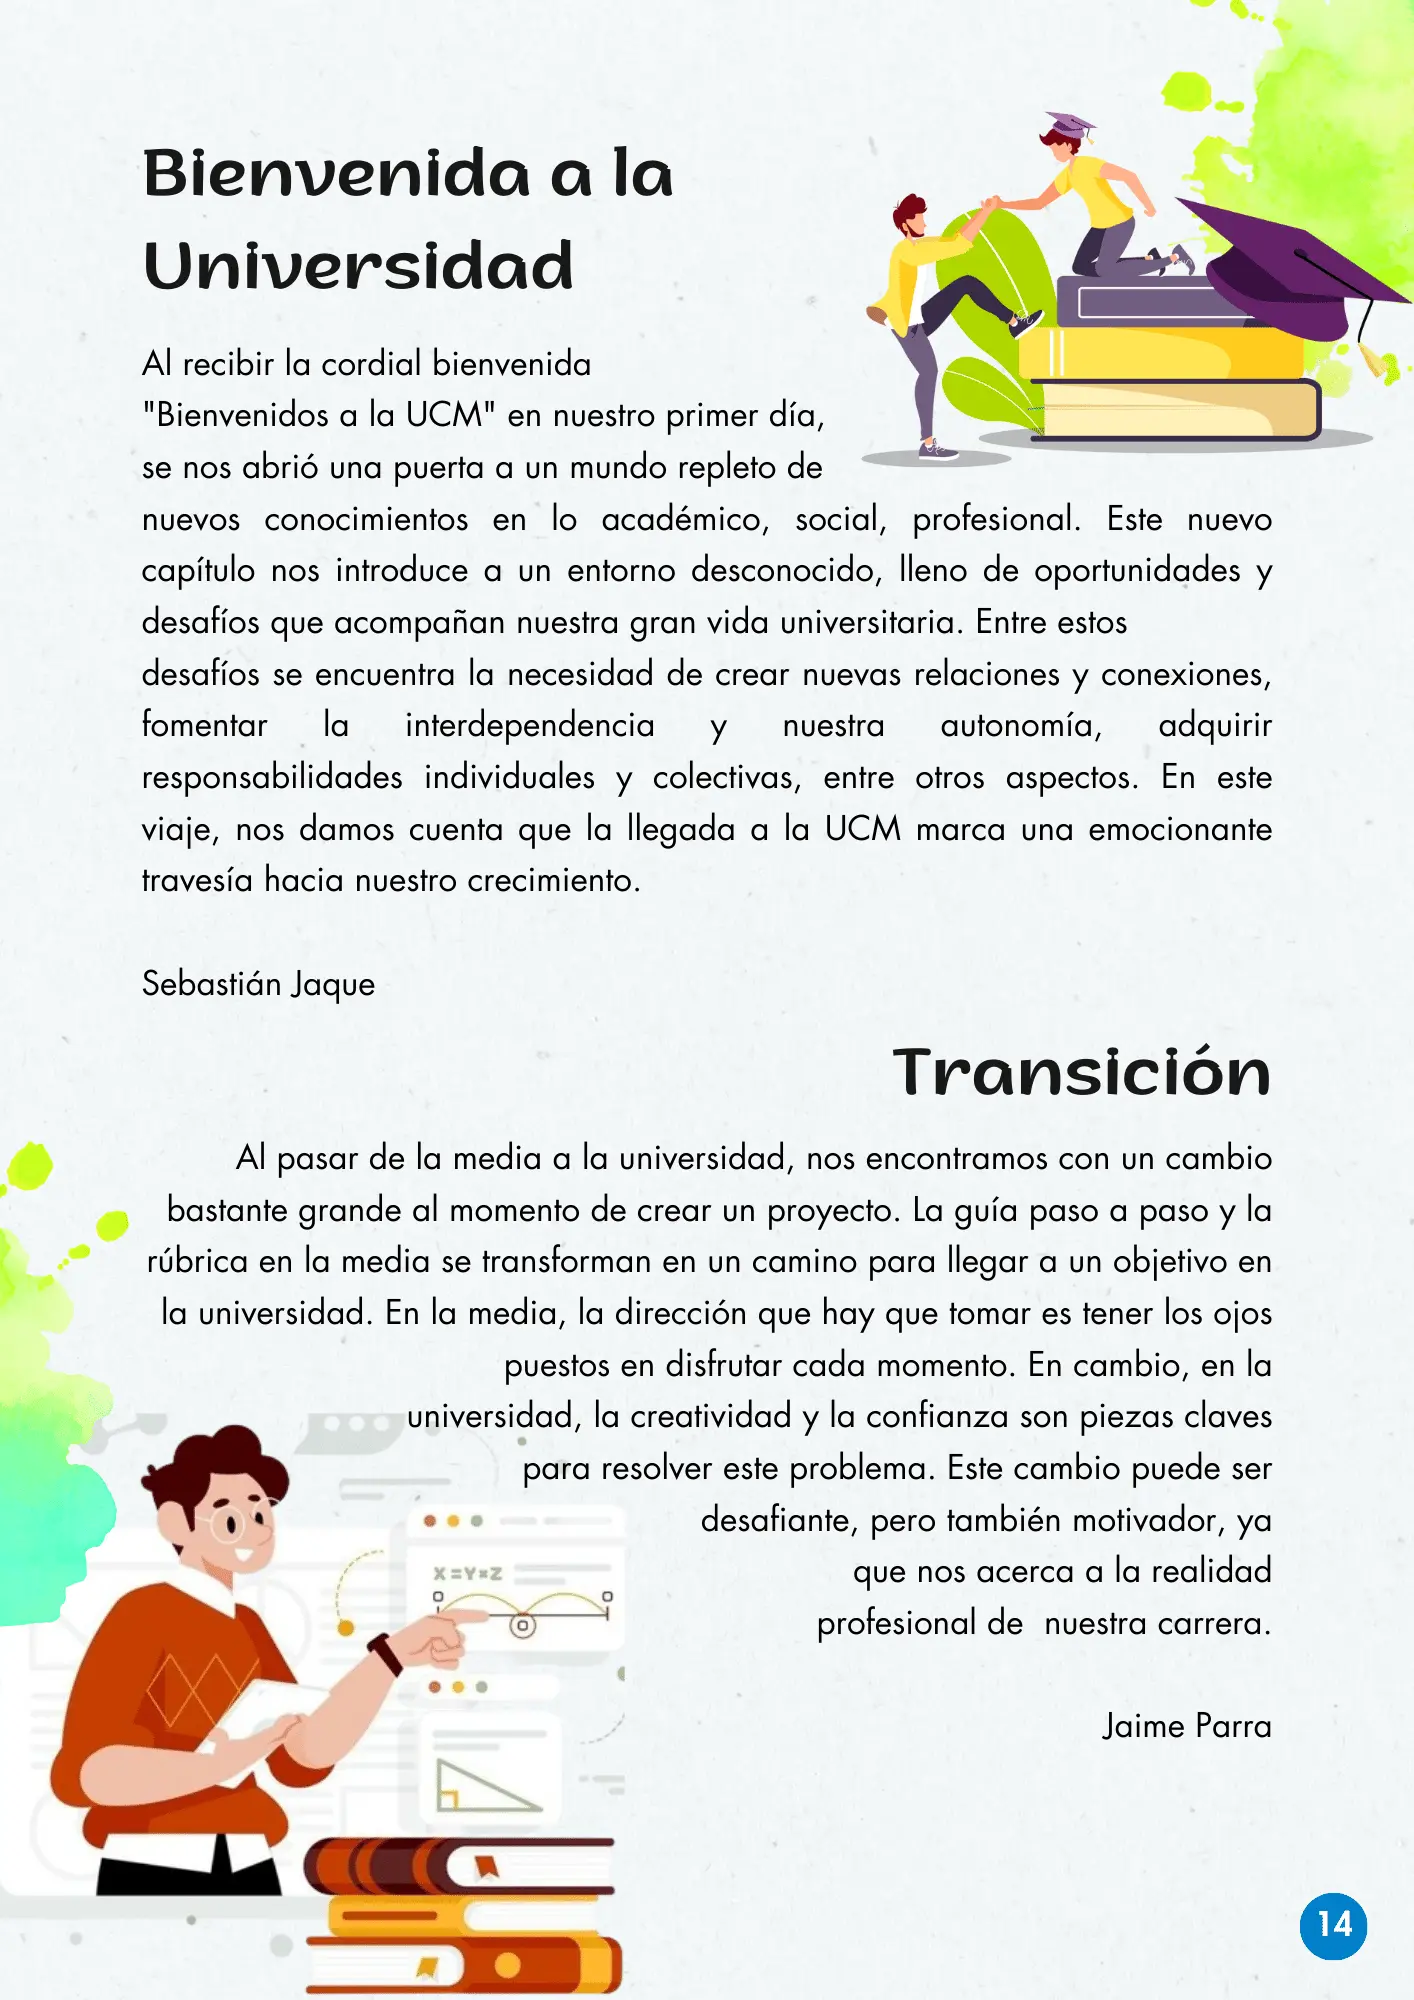 Bienvenida a la
Universidad
Al recibir la cordial bienvenida
"Bienvenidos a la UCM" en nuestro primer día,
se nos abrió una puerta a un mundo repleto de
nuevos conocimientos en lo académico, social, profesional. Este nuevo
capítulo nos introduce a un entorno desconocido, lleno de oportunidades y
desafíos que acompañan nuestra gran vida universitaria. Entre estos
desafíos se encuentra la necesidad de crear nuevas relaciones y conexiones,
fomentar la interdependencia y nuestra autonomía, adquirir
responsabilidades individuales y colectivas, entre otros aspectos. En este
viaje, nos damos cuenta que la llegada a la UCM marca una emocionante
travesía hacia nuestro crecimiento.
Sebastián Jaque
Transición
Al pasar de la media a la universidad, nos encontramos con un cambio
bastante grande al momento de crear un proyecto. La guía paso a paso y la
rúbrica en la media se transforman en un camino para llegar a un objetivo en
la universidad. En la media, la dirección que hay que tomar es tener los ojos
puestos en disfrutar cada momento. En cambio, en la
universidad, la creatividad y la confianza son piezas claves
para resolver este problema. Este cambio puede ser
desafiante, pero también motivador, ya
que nos acerca a la realidad
profesional de  nuestra carrera.
Jaime Parra
X=Y×Z
14